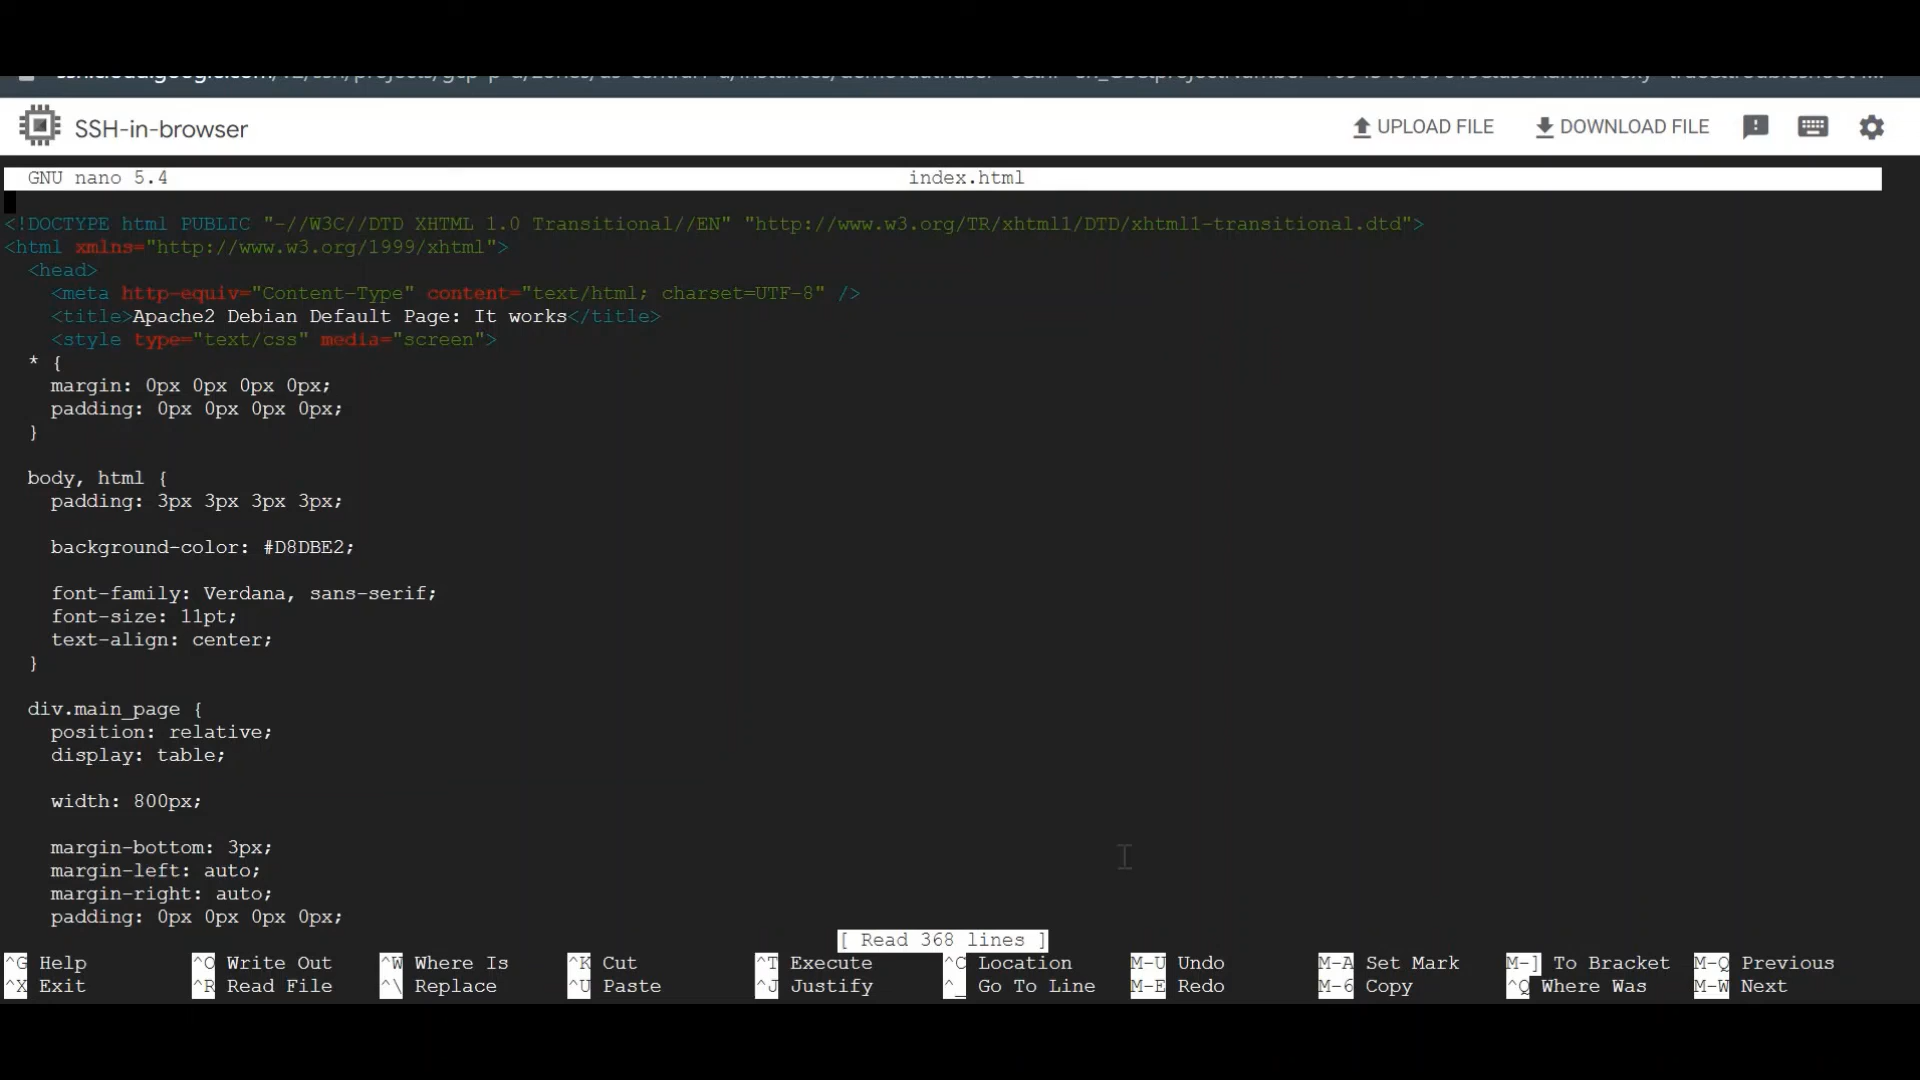 SSH-in-browser
UPLOAD FILE
DOWNLOAD FILE
GNU nano 5.4 index.html
<!DOCTYPE html PUBLIC "-//W3C//DTD XHTML 1.0 Transitional//EN" "http://www.w3.org/TR/xhtml1/DTD/xhtml1-transitional.dtd">
<html xmlns="http://www.w3.org/1999/xhtml">
<head>
<meta http-equiv="Content-Type" content="text/html; charset=UTF-8" />
<title>Apache2 Debian Default Page: It works</title>
<style type="text/css" media="screen">
* {
margin: 0px 0px 0px 0px;
padding: 0px 0px 0px 0px;
}
body, html {
padding: 3px 3px 3px 3px;
background-color: #D8DBE2;
font-family: Verdana, sans-serif;
font-size: 11pt;
text-align: center;
}
div.main_page {
position: relative;
display: table;
width: 800px;
margin-bottom: 3px;
margin-left: auto;
margin-right: auto;
padding: 0px 0px 0px 0px;
[ Read 368 lines ]
^G Help ^O Write Out ^W Where Is ^K Cut ^T Execute ^C Location M-U Undo M-A Set Mark M-] To Bracket M-Q Previous
^X Exit ^R Read File ^\ Replace ^U Paste ^J Justify ^_ Go To Line M-E Redo M-6 Copy ^Q Where Was M-W Next